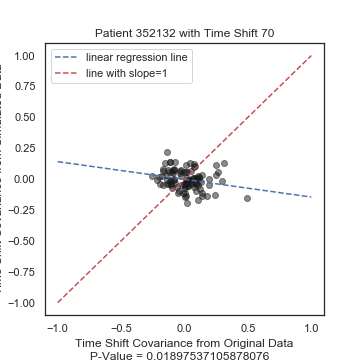 Patient 352132 with Time Shift 70
linear regression line
line with slope=1
1.00
0.75
0.50
0.25
0.00
−0.25
−0.50
−0.75
−1.00
−1.0
−0.5
0.0
0.5
1.0
Time Shift Covariance from Original Data
P-Value = 0.01897537105878076